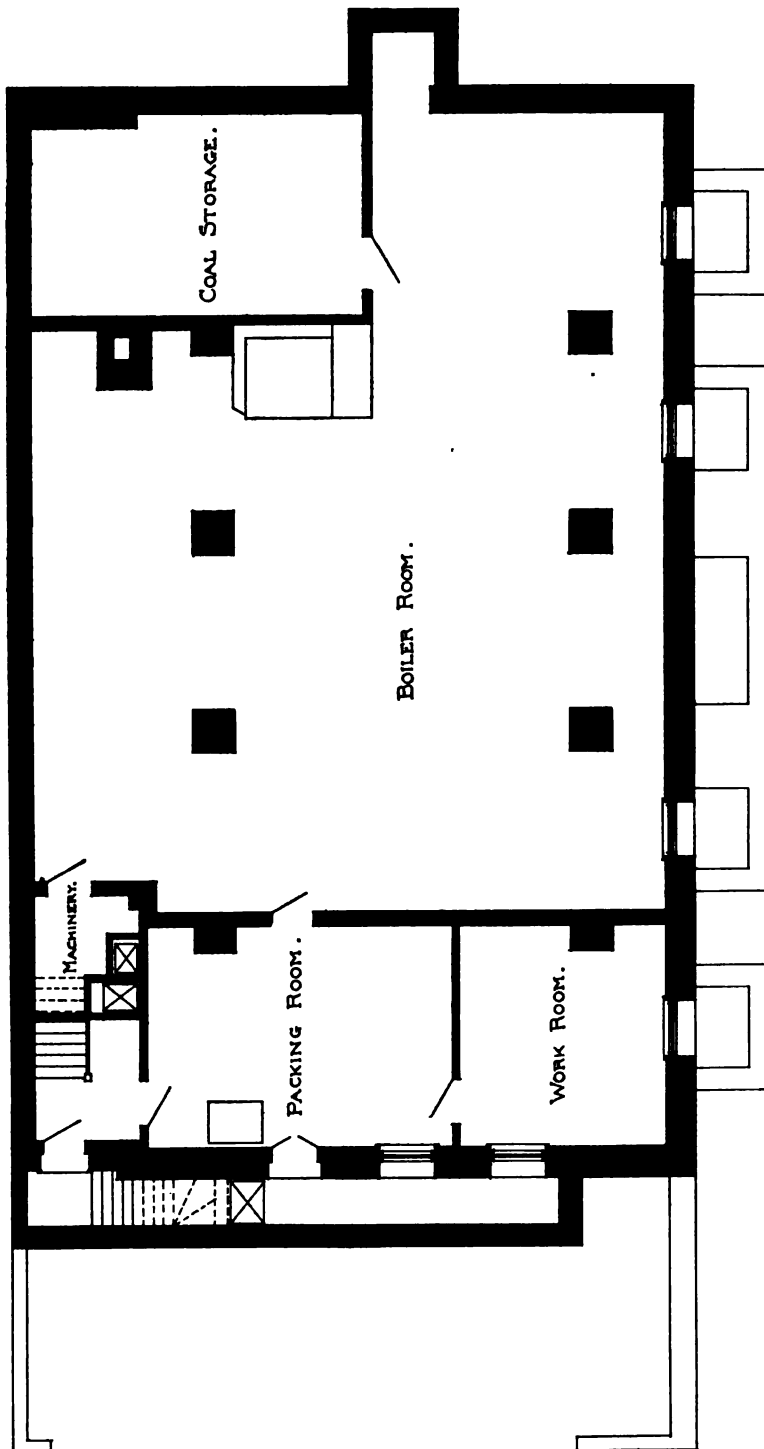 COAL STORAGE.
BOILER ROOM.
MACHINERY.
PACKING ROOM.
WORK ROOM.